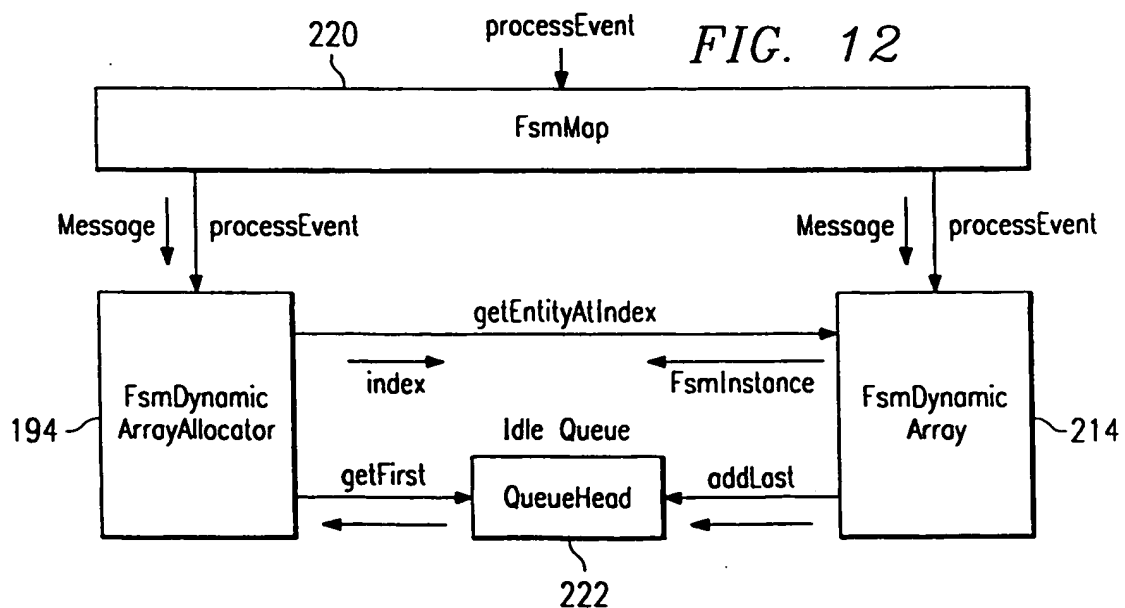 220
processEvent
FIG. 12
FsmMap
Message
processEvent
Message
processEvent
getEntityAtIndex
index
FsmInstance
FsmDynamic
ArrayAllocator
194
FsmDynamic
Array
214
Idle Queue
getFirst
QueueHead
addLast
222